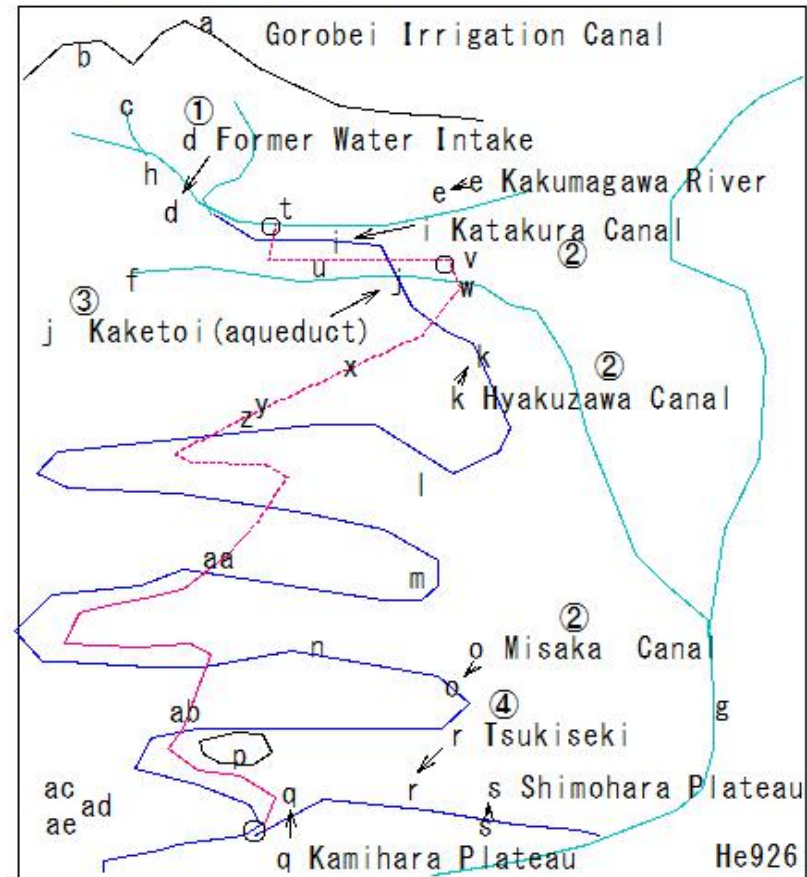 a
Gorobei Irrigation Canal
b
c
①
d Former Water Intake
h
e e Kakumagawa River
d
t
i
i Katakura Canal
v
②
f
u
j
w
③
j Kaketoi(aqueduct)
x
k
②
k Hyakuzawa Canal
y
z
l
aa
m
②
n
o Misaka Canal
o
ab
④
g
r Tsukiseki
p
ac
ad
q
r
s Shimohara Plateau
ae
s
q Kamihara Plateau
He926